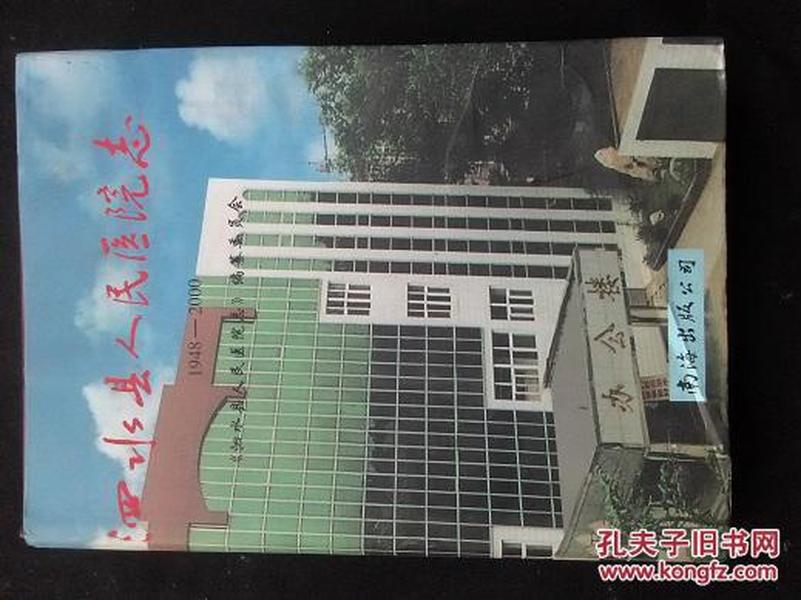 泗水县人民医院志
1948—2000
《泗水县人民医院志》编纂委员会
办公楼
南海出版公司
孔夫子旧书网
www.kongfz.com